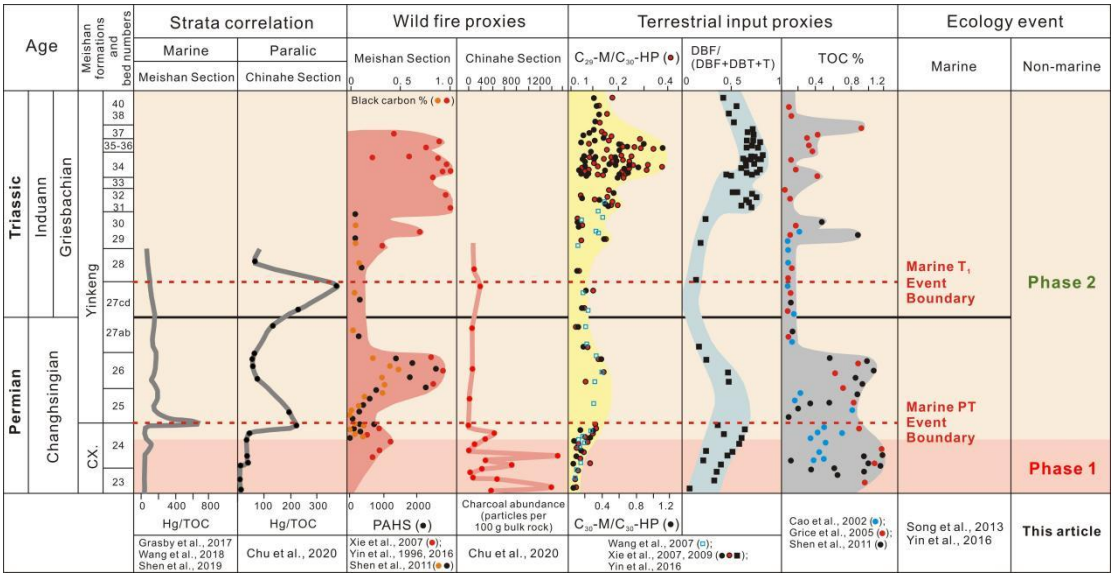 Age
Meishan formations and bed numbers
Strata correlation
Wild fire proxies
Terrestrial input proxies
Ecology event
Marine
Paralic
Meishan Section
Chinahe Section
Meishan Section
0 0.5 1.0
Chinahe Section
0 400 800 1600
C₂₉-M/C₃₀-HP (●)
0.1 0.2 0.4
DBF/
(DBF+DBT+T)
0 0.5 1
TOC %
0 0.4 0.8 1.2
Marine
Non-marine
Black carbon % (●●)
Triassic
Permian
Induann
Griesbachian
Changhsingian
Yinkeng
CX.
40
38
37
35-36
34
33
32
31
30
29
28
27cd
27ab
26
25
24
23
Marine T₁
Event
Boundary
Marine PT
Event
Boundary
Phase 2
Phase 1
0 200 400 600 800
Hg/TOC
0 100 200 300
Hg/TOC
0 1000 2000
PAHS (●)
Charcoal abundance
(particles per
100 g bulk rock)
0 0.4 0.8 1.2
C₃₀-M/C₃₀-HP (●)
Grasby et al., 2017
Wang et al., 2018
Shen et al., 2019
Chu et al., 2020
Xie et al., 2007 (●);
Yin et al., 1996, 2016
Shen et al., 2011(●●)
Chu et al., 2020
Wang et al., 2007 (□);
Xie et al., 2007, 2009 (●●■);
Yin et al., 2016
Cao et al., 2002 (●);
Grice et al., 2005 (●);
Shen et al., 2011 (●)
Song et al., 2013
Yin et al., 2016
This article